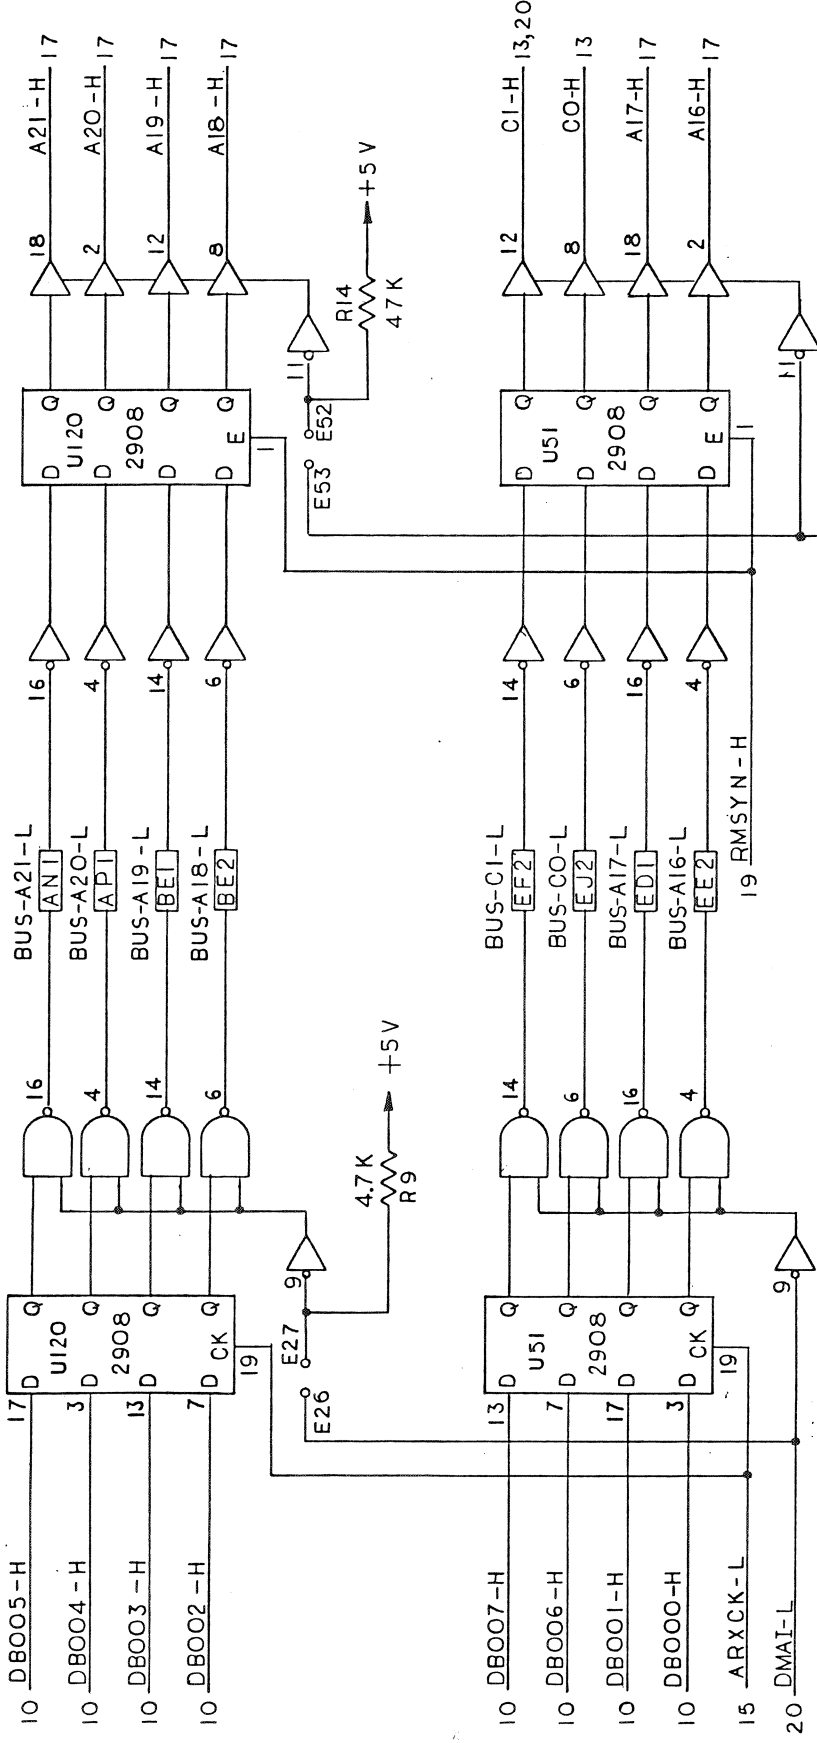 A21-H 17
A20-H 17
A19-H 17
A18-H 17
18
2
12
8
+5V
R14
47K
11
E52
E53
U120
2908
D Q
D Q
D Q
D E Q
1
16
4
14
6
BUS-A21-L
AN1
BUS-A20-L
AP1
BUS-A19-L
BE1
BUS-A18-L
BE2
16
4
14
6
+5V
4.7K
R9
9
E27
E26
U120
2908
D Q
D Q
D Q
D CK Q
19
17
3
13
7
10 DB005-H
10 DB004-H
10 DB003-H
10 DB002-H
C1-H 13,20
C0-H 13
A17-H 17
A16-H 17
12
8
18
2
11
U51
2908
D Q
D Q
D Q
D E Q
1
14
6
16
4
19 RMSYN-H
BUS-C1-L
EF2
BUS-C0-L
EJ2
BUS-A17-L
ED1
BUS-A16-L
EE2
14
6
16
4
9
U51
2908
D Q
D Q
D Q
D CK Q
19
13
7
17
3
10 DB007-H
10 DB006-H
10 DB001-H
10 DB000-H
15 ARXCK-L
20 DMAI-L